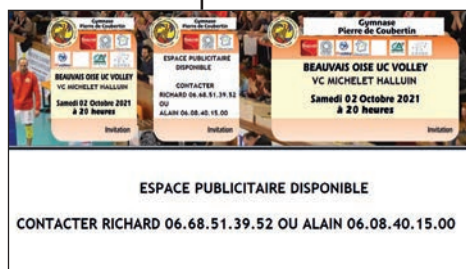 Gymnase
Pierre de Coubertin
BEAUVAIS OISE UC VOLLEY
VC MICHELET HALLUIN
Samedi 02 Octobre 2021
à 20 heures
Invitation
ESPACE PUBLICITAIRE
DISPONIBLE
CONTACTER
RICHARD 06.68.51.39.52
OU
ALAIN 06.08.40.15.00
Invitation
Gymnase
Pierre de Coubertin
BEAUVAIS OISE UC VOLLEY
VC MICHELET HALLUIN
Samedi 02 Octobre 2021
à 20 heures
Invitation
ESPACE PUBLICITAIRE DISPONIBLE
CONTACTER RICHARD 06.68.51.39.52 OU ALAIN 06.08.40.15.00